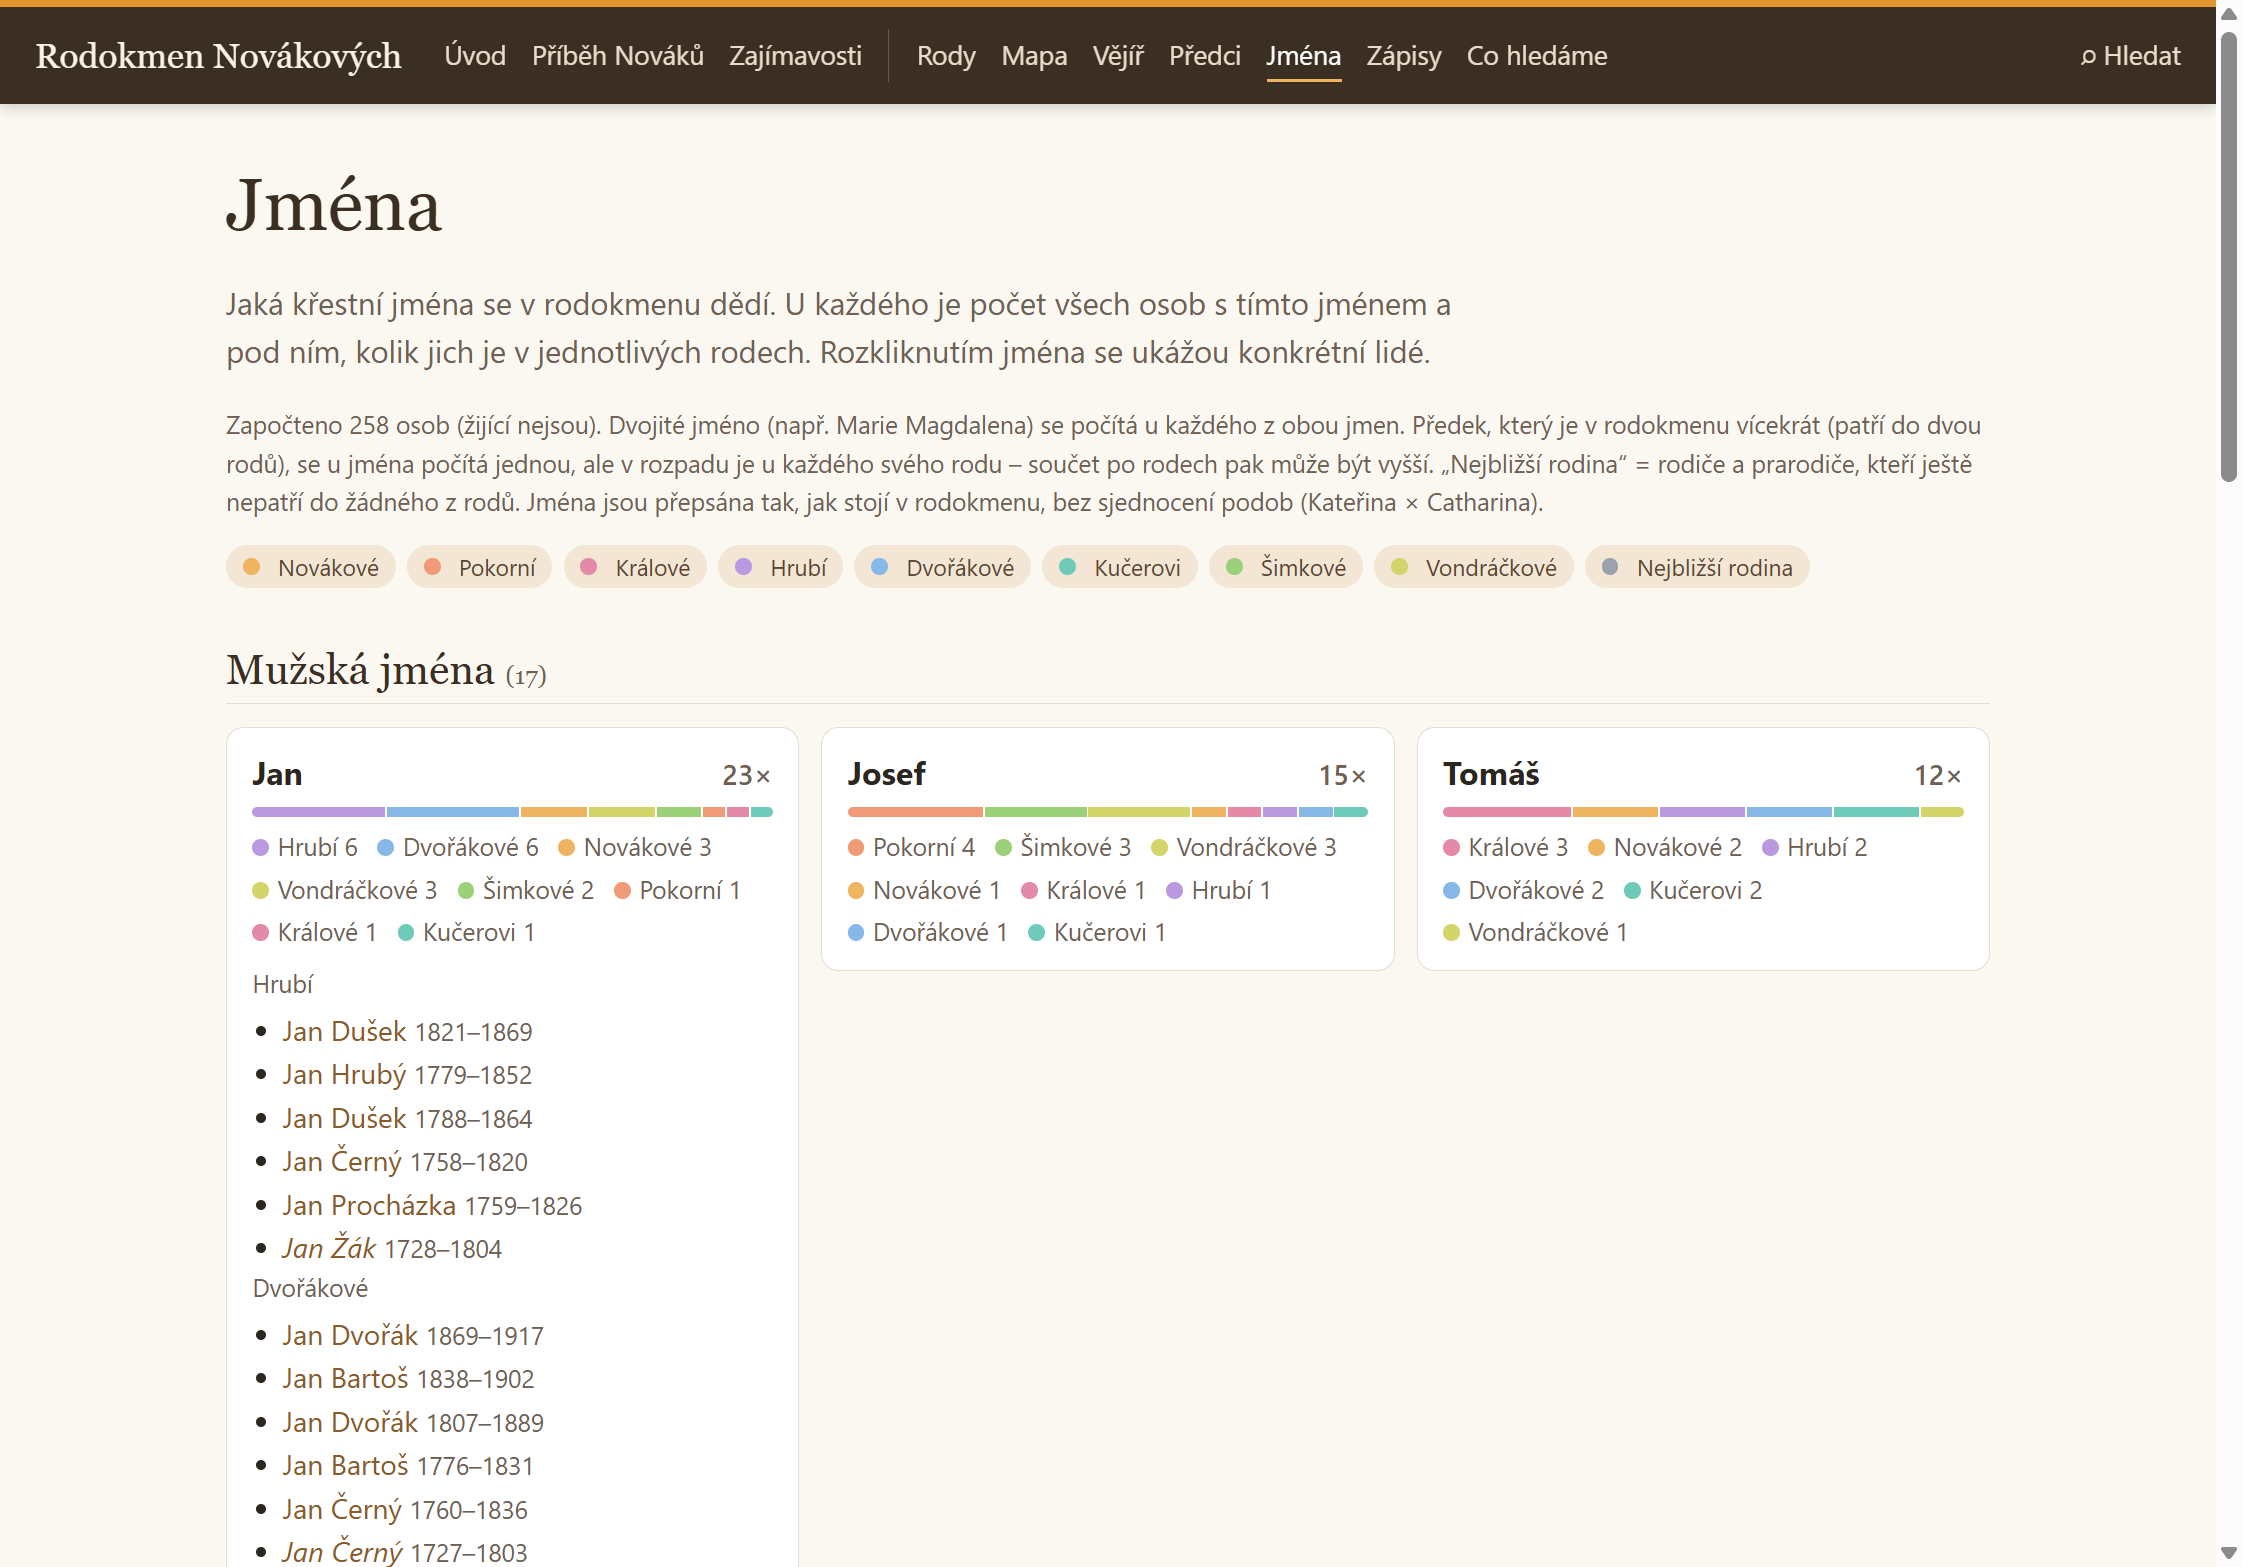 Rodokmen Novákových Úvod Příběh Nováků Zajímavosti Rody Mapa Vějíř Předci Jména Zápisy Co hledáme Hledat
Jména
Jaká křestní jména se v rodokmenu dědí. U každého je počet všech osob s tímto jménem a
pod ním, kolik jich je v jednotlivých rodech. Rozkliknutím jména se ukážou konkrétní lidé.
Započteno 258 osob (žijící nejsou). Dvojité jméno (např. Marie Magdalena) se počítá u každého z obou jmen. Předek, který je v rodokmenu vícekrát (patří do dvou
rodů), se u jména počítá jednou, ale v rozpadu je u každého svého rodu – součet po rodech pak může být vyšší. „Nejbližší rodina“ = rodiče a prarodiče, kteří ještě
nepatří do žádného z rodů. Jména jsou přepsána tak, jak stojí v rodokmenu, bez sjednocení podob (Kateřina × Catharina).
Novákové Pokorní Králové Hrubí Dvořákové Kučerovi Šimkové Vondráčkové Nejbližší rodina
Mužská jména (17)
Jan 23×
Hrubí 6 Dvořákové 6 Novákové 3
Vondráčkové 3 Šimkové 2 Pokorní 1
Králové 1 Kučerovi 1
Hrubí
Jan Dušek 1821–1869
Jan Hrubý 1779–1852
Jan Dušek 1788–1864
Jan Černý 1758–1820
Jan Procházka 1759–1826
Jan Žák 1728–1804
Dvořákové
Jan Dvořák 1869–1917
Jan Bartoš 1838–1902
Jan Dvořák 1807–1889
Jan Bartoš 1776–1831
Jan Černý 1760–1836
Jan Černý 1727–1803
Josef 15×
Pokorní 4 Šimkové 3 Vondráčkové 3
Novákové 1 Králové 1 Hrubí 1
Dvořákové 1 Kučerovi 1
Tomáš 12×
Králové 3 Novákové 2 Hrubí 2
Dvořákové 2 Kučerovi 2
Vondráčkové 1